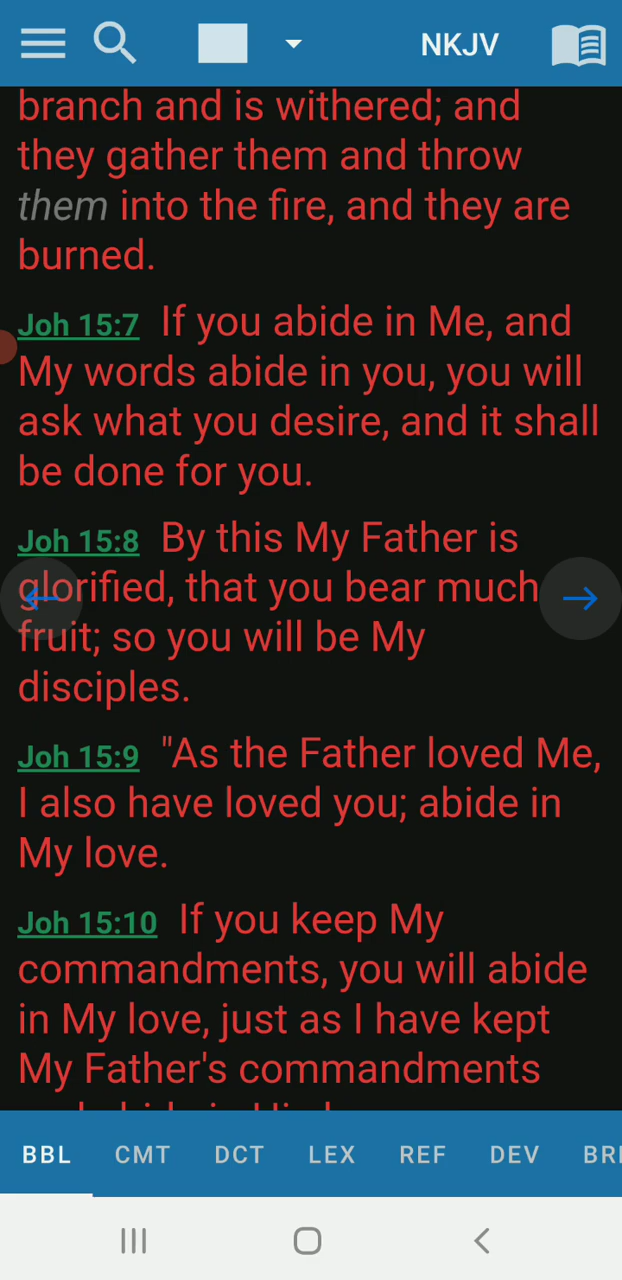 NKJV
branch and is withered; and
they gather them and throw
them into the fire, and they are
burned.
Joh 15:7 If you abide in Me, and
My words abide in you, you will
ask what you desire, and it shall
be done for you.
Joh 15:8 By this My Father is
glorified, that you bear much
fruit; so you will be My
disciples.
Joh 15:9 "As the Father loved Me,
I also have loved you; abide in
My love.
Joh 15:10 If you keep My
commandments, you will abide
in My love, just as I have kept
My Father's commandments
BBL CMT DCT LEX REF DEV